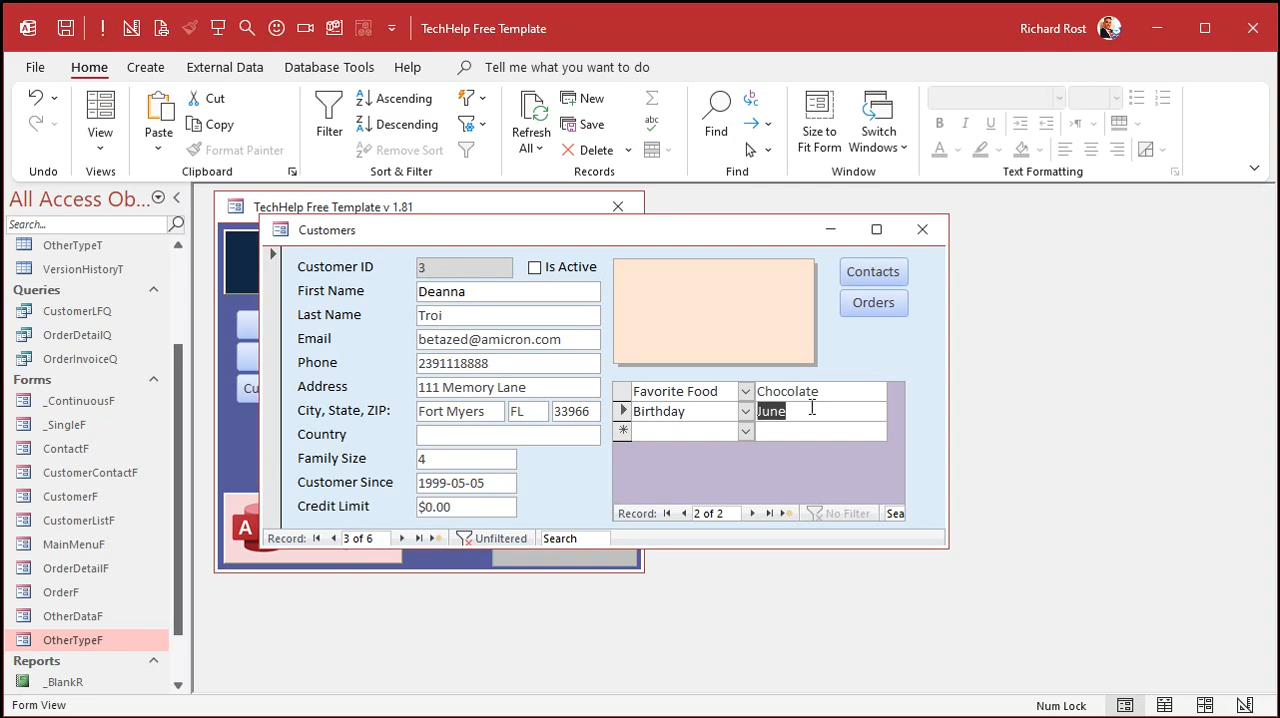 TechHelp Free Template
Richard Rost
File Home Create External Data Database Tools Help Tell me what you want to do
Undo
View
Views
Paste
Cut
Copy
Format Painter
Clipboard
Filter
Ascending
Descending
Remove Sort
Sort & Filter
Refresh All
New
Save
Delete
Records
abc
Find
Find
Size to Fit Form
Switch Windows
Window
B I U
A
Text Formatting
All Access Ob...
Search...
OtherTypeT
VersionHistoryT
Queries
CustomerLFQ
OrderDetailQ
OrderInvoiceQ
Forms
_ContinuousF
_SingleF
ContactF
CustomerContactF
CustomerF
CustomerListF
MainMenuF
OrderDetailF
OrderF
OtherDataF
OtherTypeF
Reports
_BlankR
TechHelp Free Template v 1.81
Cu
A
Customers
Customer ID 3 Is Active
First Name Deanna
Last Name Troi
Email betazed@amicron.com
Phone 2391118888
Address 111 Memory Lane
City, State, ZIP: Fort Myers FL 33966
Country
Family Size 4
Customer Since 1999-05-05
Credit Limit $0.00
Contacts
Orders
Favorite Food Chocolate
Birthday June
Record: 2 of 2 No Filter Sea
Record: 3 of 6 Unfiltered Search
Form View
Num Lock